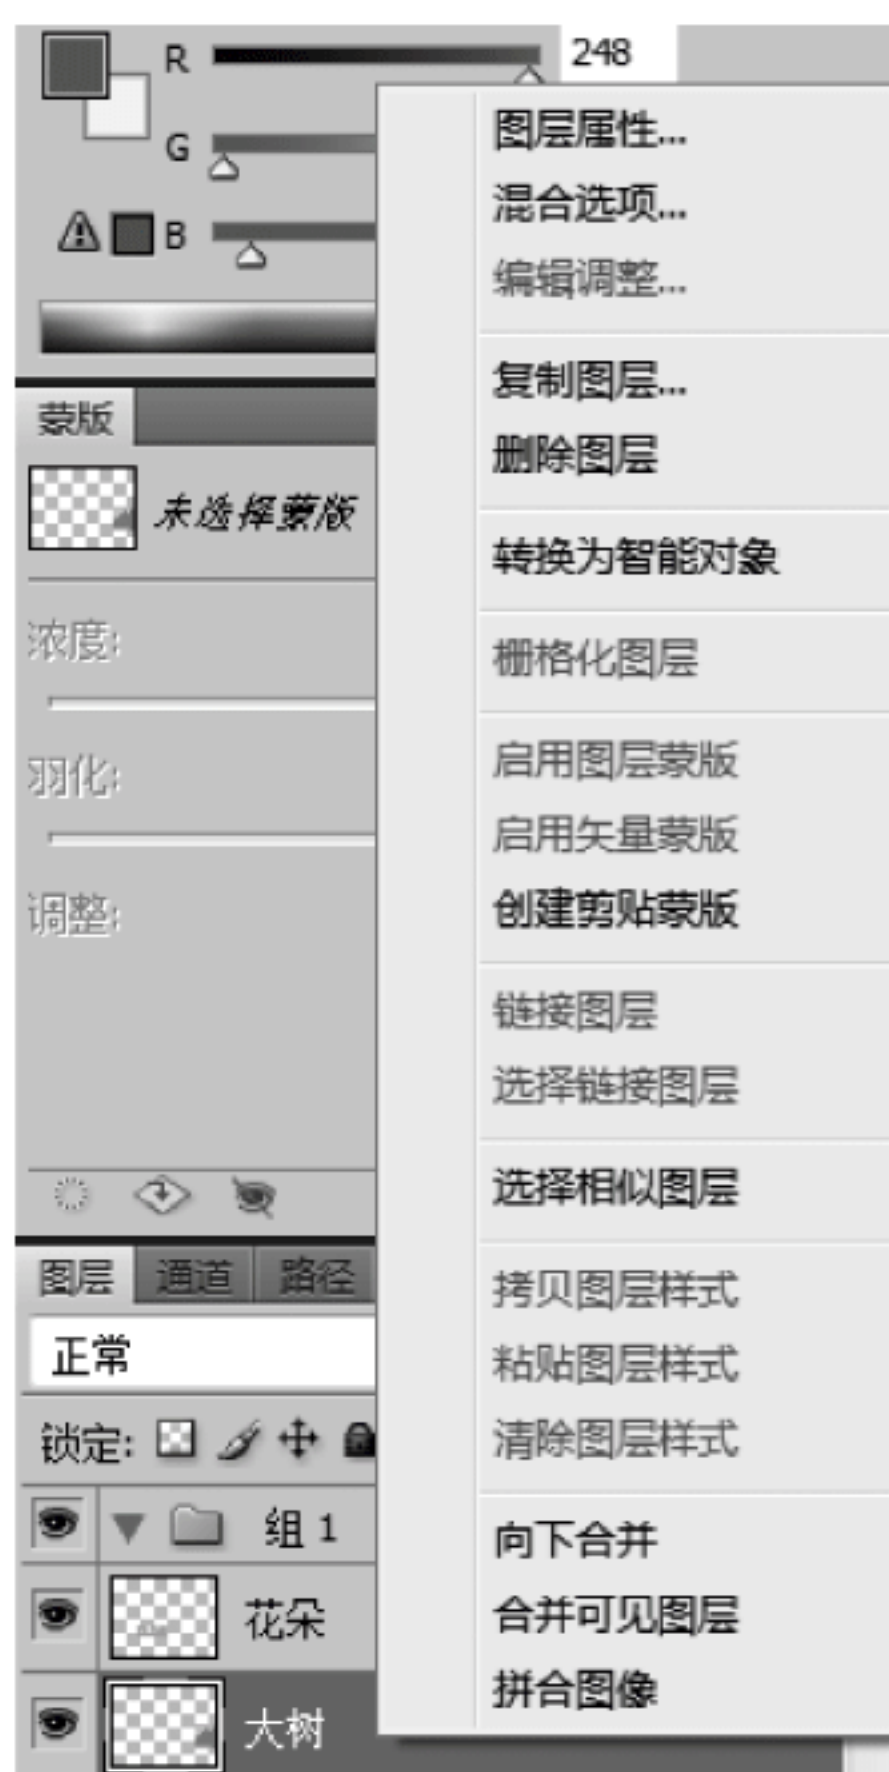 R
248
G
B
图层属性...
混合选项...
编辑调整...
复制图层...
删除图层
转换为智能对象
栅格化图层
启用图层蒙版
启用矢量蒙版
创建剪贴蒙版
链接图层
选择链接图层
选择相似图层
拷贝图层样式
粘贴图层样式
清除图层样式
向下合并
合并可见图层
拼合图像
蒙版
未选择蒙版
浓度:
羽化:
调整:
图层 通道 路径
正常
锁定:
组 1
花朵
大树